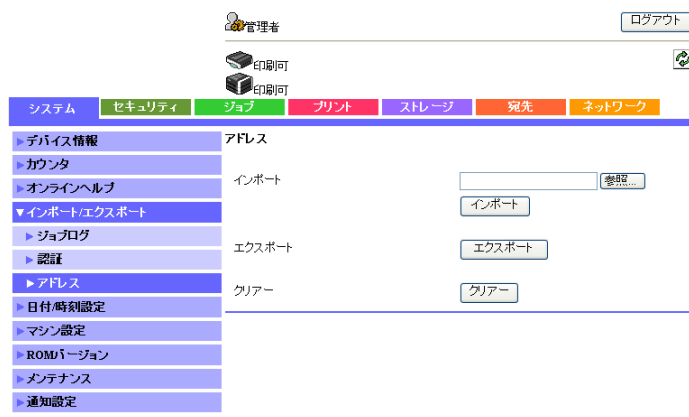 管理者
ログアウト
印刷可
印刷可
システム
セキュリティ
ジョブ
プリント
ストレージ
宛先
ネットワーク
デバイス情報
カウンタ
オンラインヘルプ
インポート/エクスポート
ジョブログ
認証
アドレス
日付/時刻設定
マシン設定
ROMバージョン
メンテナンス
通知設定
アドレス
インポート
参照...
インポート
エクスポート
エクスポート
クリアー
クリアー